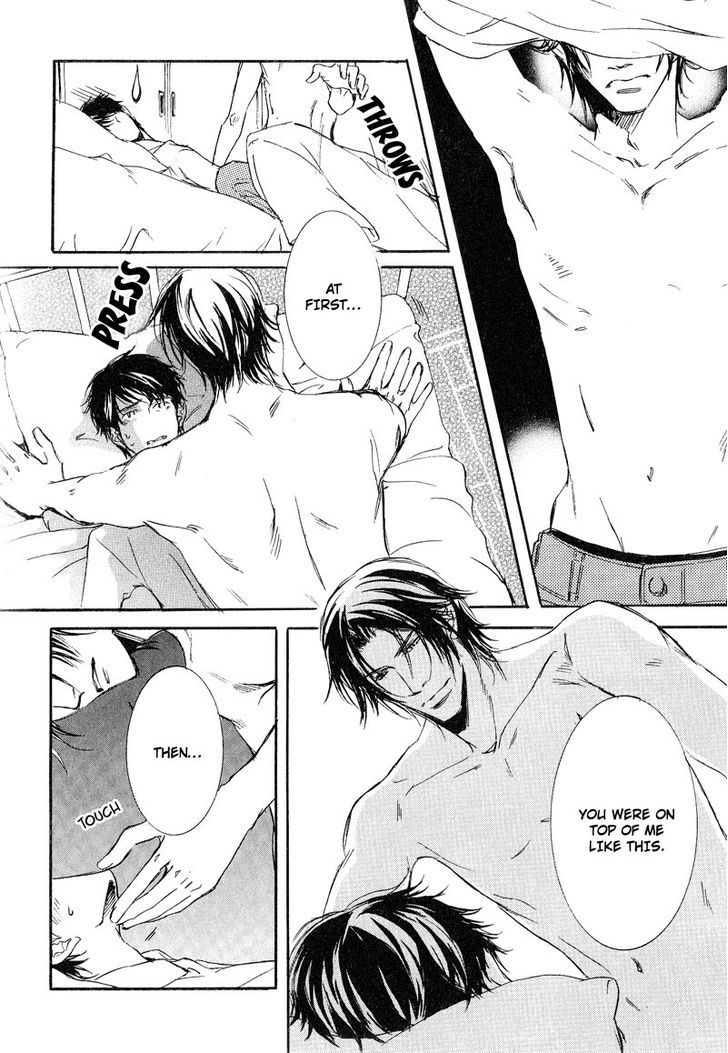 THROWS
PRESS
AT
FIRST...
YOU WERE ON
TOP OF ME
LIKE THIS.
THEN...
TOUCH